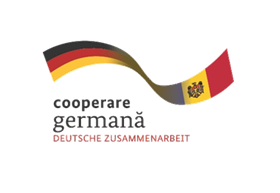 cooperare
germană
DEUTSCHE ZUSAMMENARBEIT